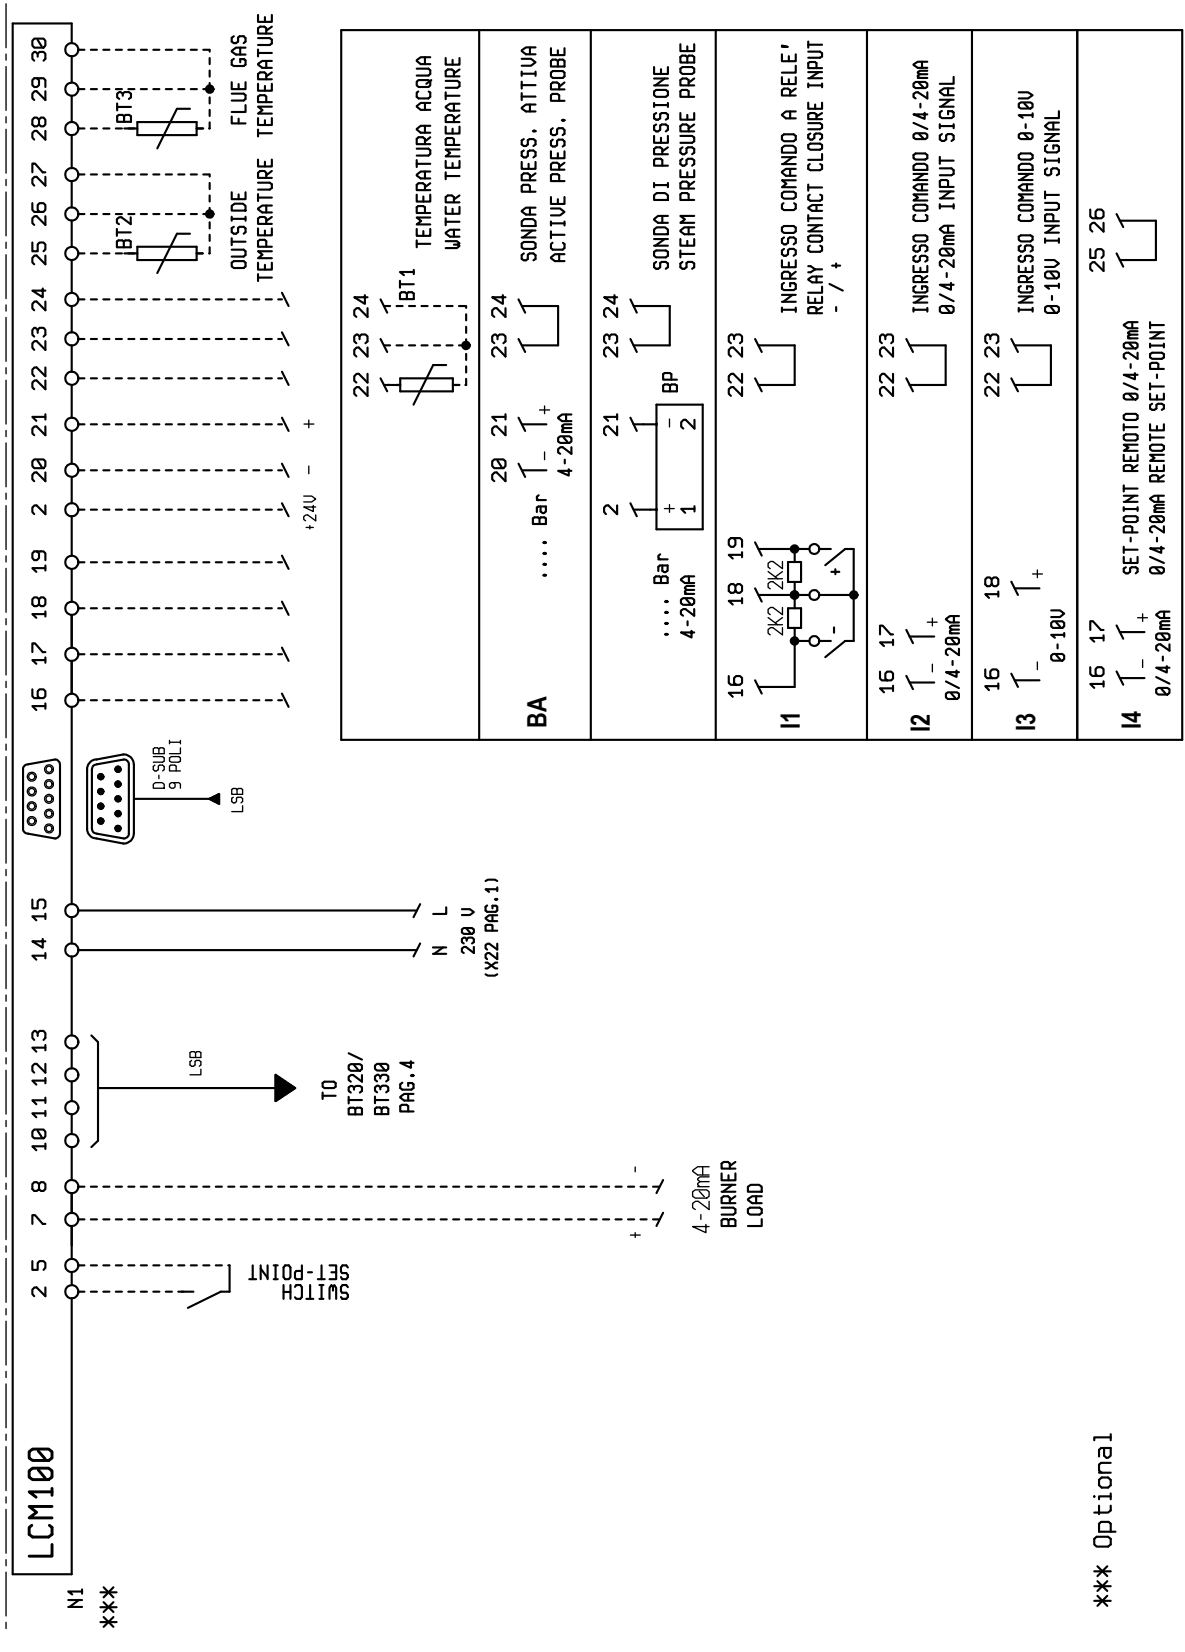 LCM100
N1
***
2 5 7 8 10 11 12 13 14 15
16 17 18 19 2 20 21 22 23 24 25 26 27 28 29 30
SWITCH
SET-POINT
+ -
4-20mA
BURNER
LOAD
LSB
TO
BT320/
BT330
PAG.4
N L
230 V
(X22 PAG.1)
D-SUB
9 POLI
LSB
+24V - +
BT2
OUTSIDE
TEMPERATURE
BT3
FLUE GAS
TEMPERATURE
22 23 24
BT1
TEMPERATURA ACQUA
WATER TEMPERATURE
BA
.... Bar
20 21
- +
4-20mA
23 24
SONDA PRESS. ATTIVA
ACTIVE PRESS. PROBE
.... Bar
4-20mA
2 21
+ -
1 2
BP
23 24
SONDA DI PRESSIONE
STEAM PRESSURE PROBE
I1
16 18 19
2K2 2K2
- +
22 23
INGRESSO COMANDO A RELE'
RELAY CONTACT CLOSURE INPUT
- / +
I2
16 17
- +
0/4-20mA
22 23
INGRESSO COMANDO 0/4-20mA
0/4-20mA INPUT SIGNAL
I3
16 18
- +
0-10V
22 23
INGRESSO COMANDO 0-10V
0-10V INPUT SIGNAL
I4
16 17
- +
0/4-20mA
SET-POINT REMOTO 0/4-20mA
0/4-20mA REMOTE SET-POINT
25 26
*** Optional